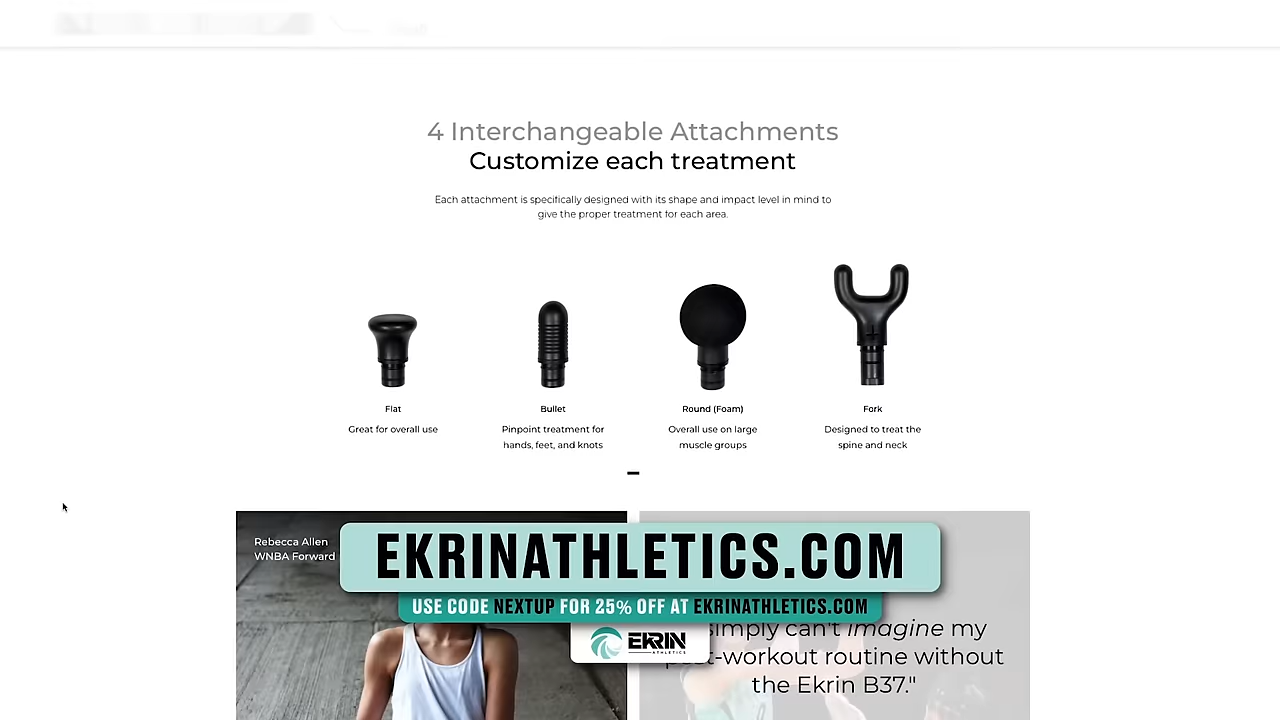 4 Interchangeable Attachments
Customize each treatment
Each attachment is specifically designed with its shape and impact level in mind to
give the proper treatment for each area.
Flat
Great for overall use
Bullet
Pinpoint treatment for
hands, feet, and knots
Round (Foam)
Overall use on large
muscle groups
Fork
Designed to treat the
spine and neck
Rebecca Allen
WNBA Forward
EKRINATHLETICS.COM
USE CODE NEXTUP FOR 25% OFF AT EKRINATHLETICS.COM
EKRIN
ATHLETICS
simply can't imagine my
post-workout routine without
the Ekrin B37."